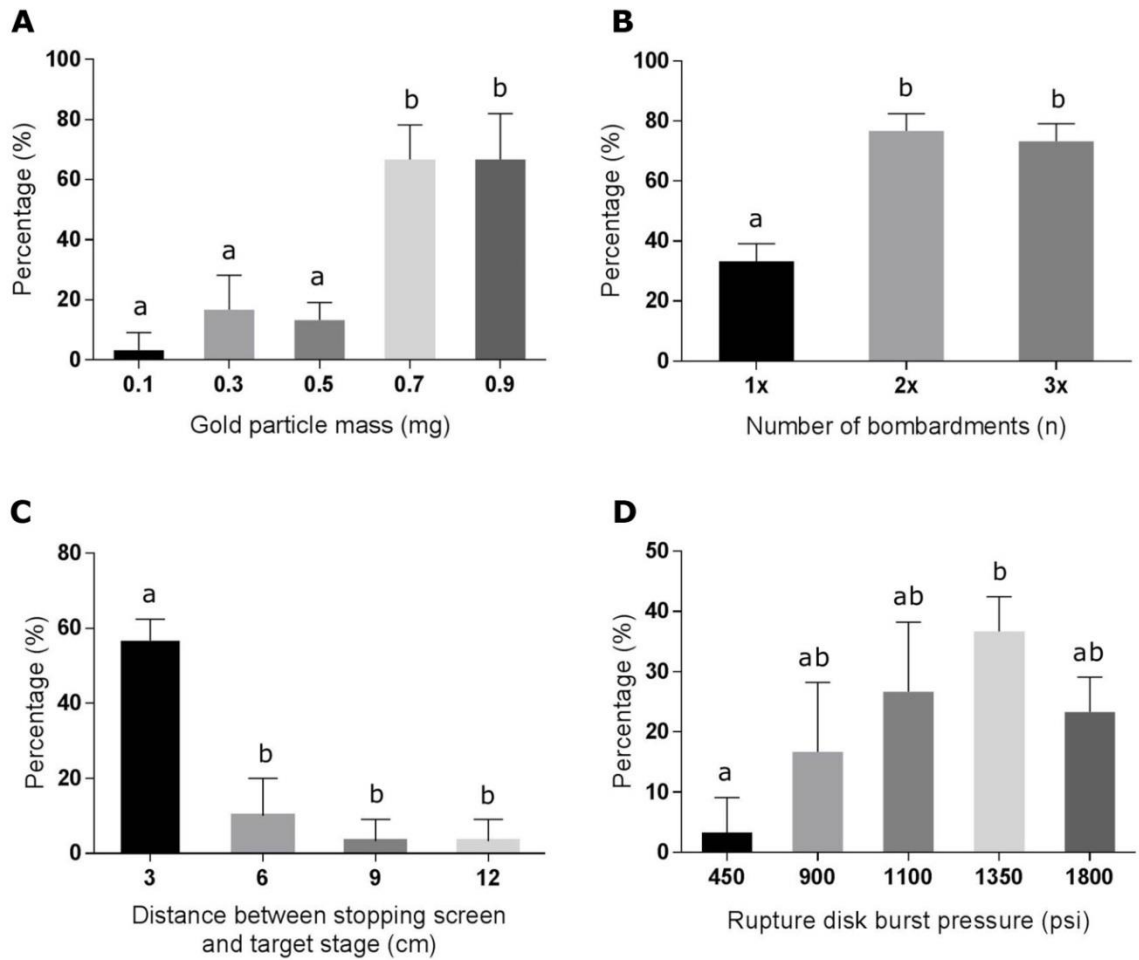 A
Percentage (%)
100
80
60
40
20
0
a
a
a
b
b
0.1 0.3 0.5 0.7 0.9
Gold particle mass (mg)
B
Percentage (%)
100
80
60
40
20
0
a
b
b
1x 2x 3x
Number of bombardments (n)
C
Percentage (%)
80
60
40
20
0
a
b
b
b
3 6 9 12
Distance between stopping screen
and target stage (cm)
D
Percentage (%)
50
40
30
20
10
0
a
ab
ab
b
ab
450 900 1100 1350 1800
Rupture disk burst pressure (psi)